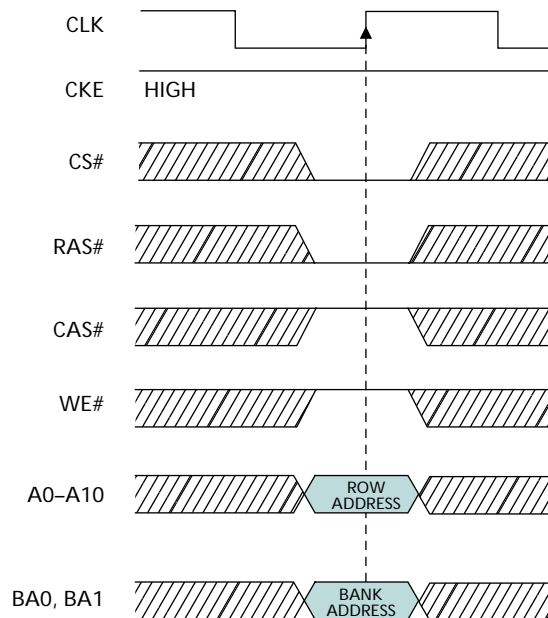 CLK
CKE HIGH
CS#
RAS#
CAS#
WE#
A0–A10 ROW
ADDRESS
BA0, BA1 BANK
ADDRESS